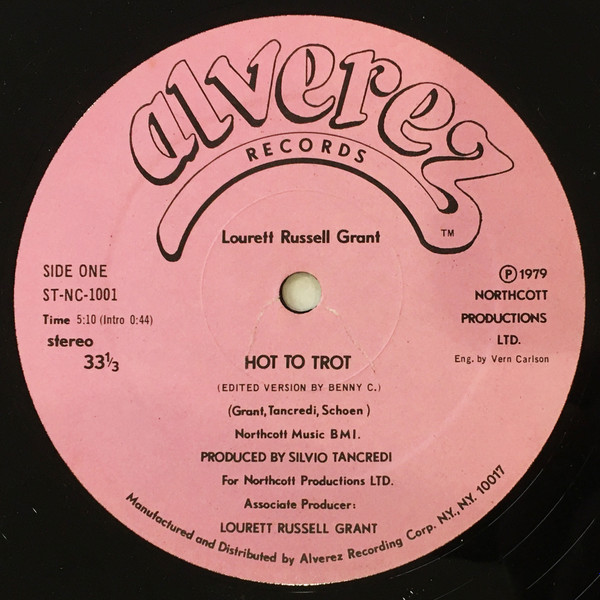 alverez
RECORDS
TM
Lourett Russell Grant
SIDE ONE
ST-NC-1001
Time 5:10 (Intro 0:44)
stereo
33⅓
Ⓟ 1979
NORTHCOTT
PRODUCTIONS
LTD.
Eng. by Vern Carlson
HOT TO TROT
(EDITED VERSION BY BENNY C.)
(Grant, Tancredi, Schoen)
Northcott Music BMI.
PRODUCED BY SILVIO TANCREDI
For Northcott Productions LTD.
Associate Producer:
LOURETT RUSSELL GRANT
Manufactured and Distributed by Alverez Recording Corp. N.Y., N.Y. 10017